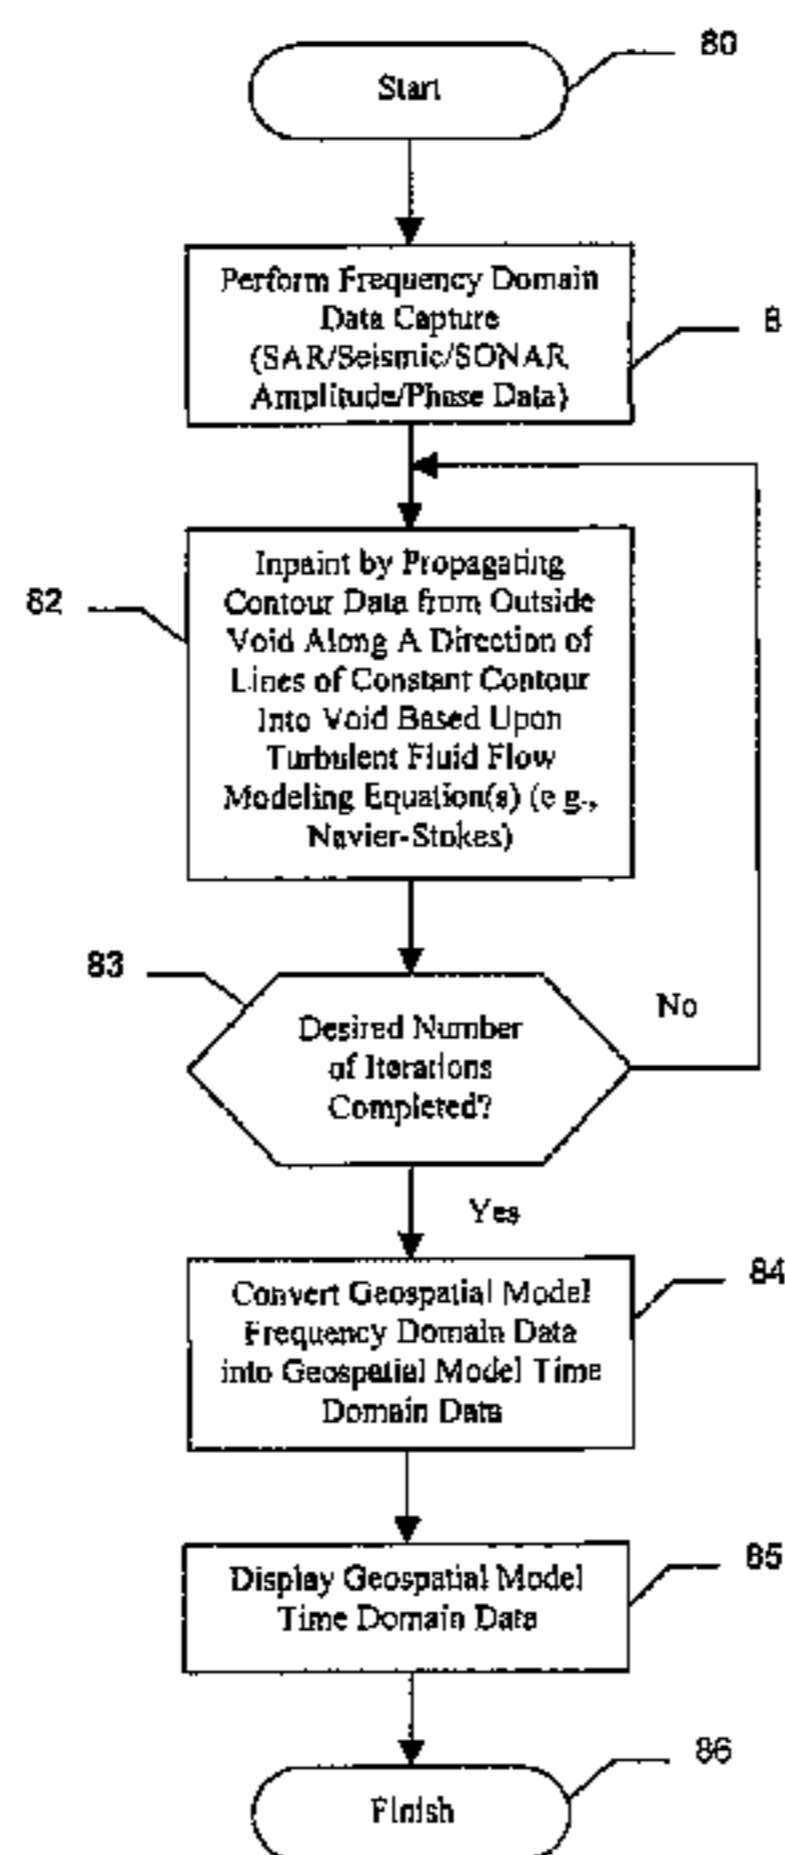 80
Start
Perform Frequency Domain
Data Capture
(SAR/Seismic/SONAR
Amplitude/Phase Data)
8
82
Inpaint by Propagating
Contour Data from Outside
Void Along A Direction of
Lines of Constant Contour
Into Void Based Upon
Turbulent Fluid Flow
Modeling Equation(s) (e g.,
Navier-Stokes)
83
Desired Number
of Iterations
Completed?
No
Yes
84
Convert Geospatial Model
Frequency Domain Data
into Geospatial Model Time
Domain Data
85
Display Geospatial Model
Time Domain Data
86
Finish